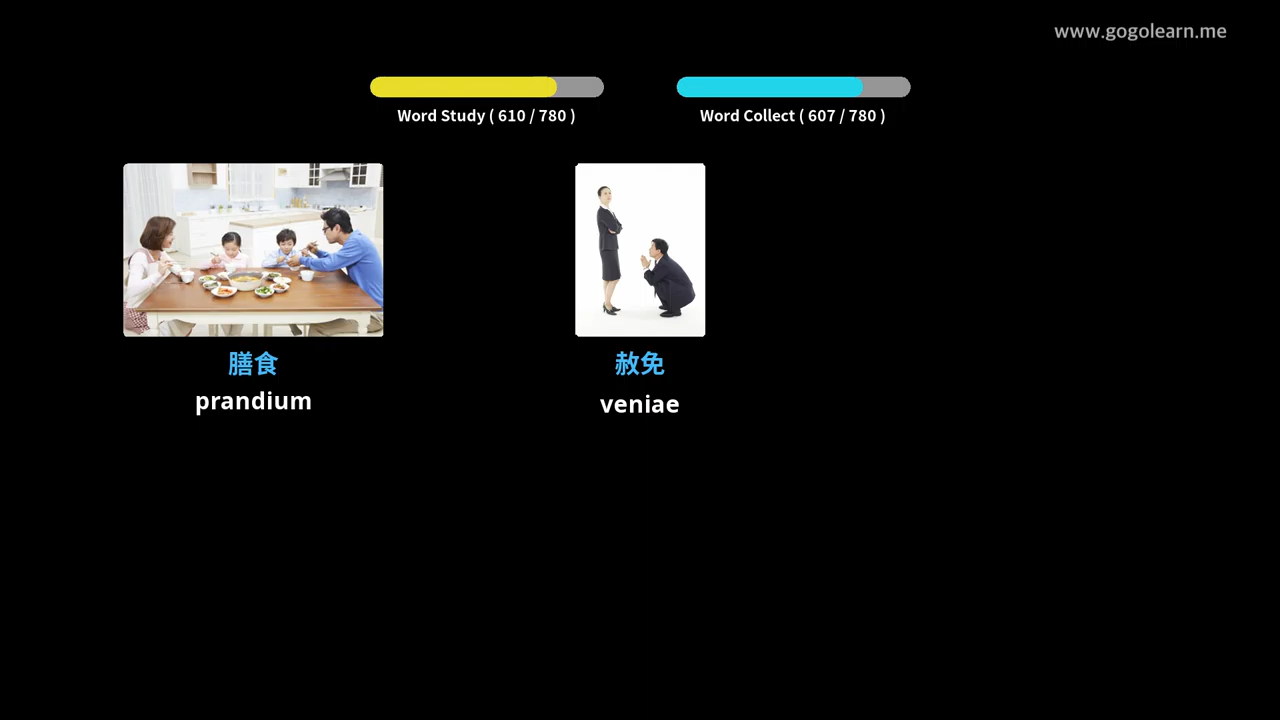 www.gogolearn.me
Word Study ( 610 / 780 )
Word Collect ( 607 / 780 )
膳食
prandium
赦免
veniae